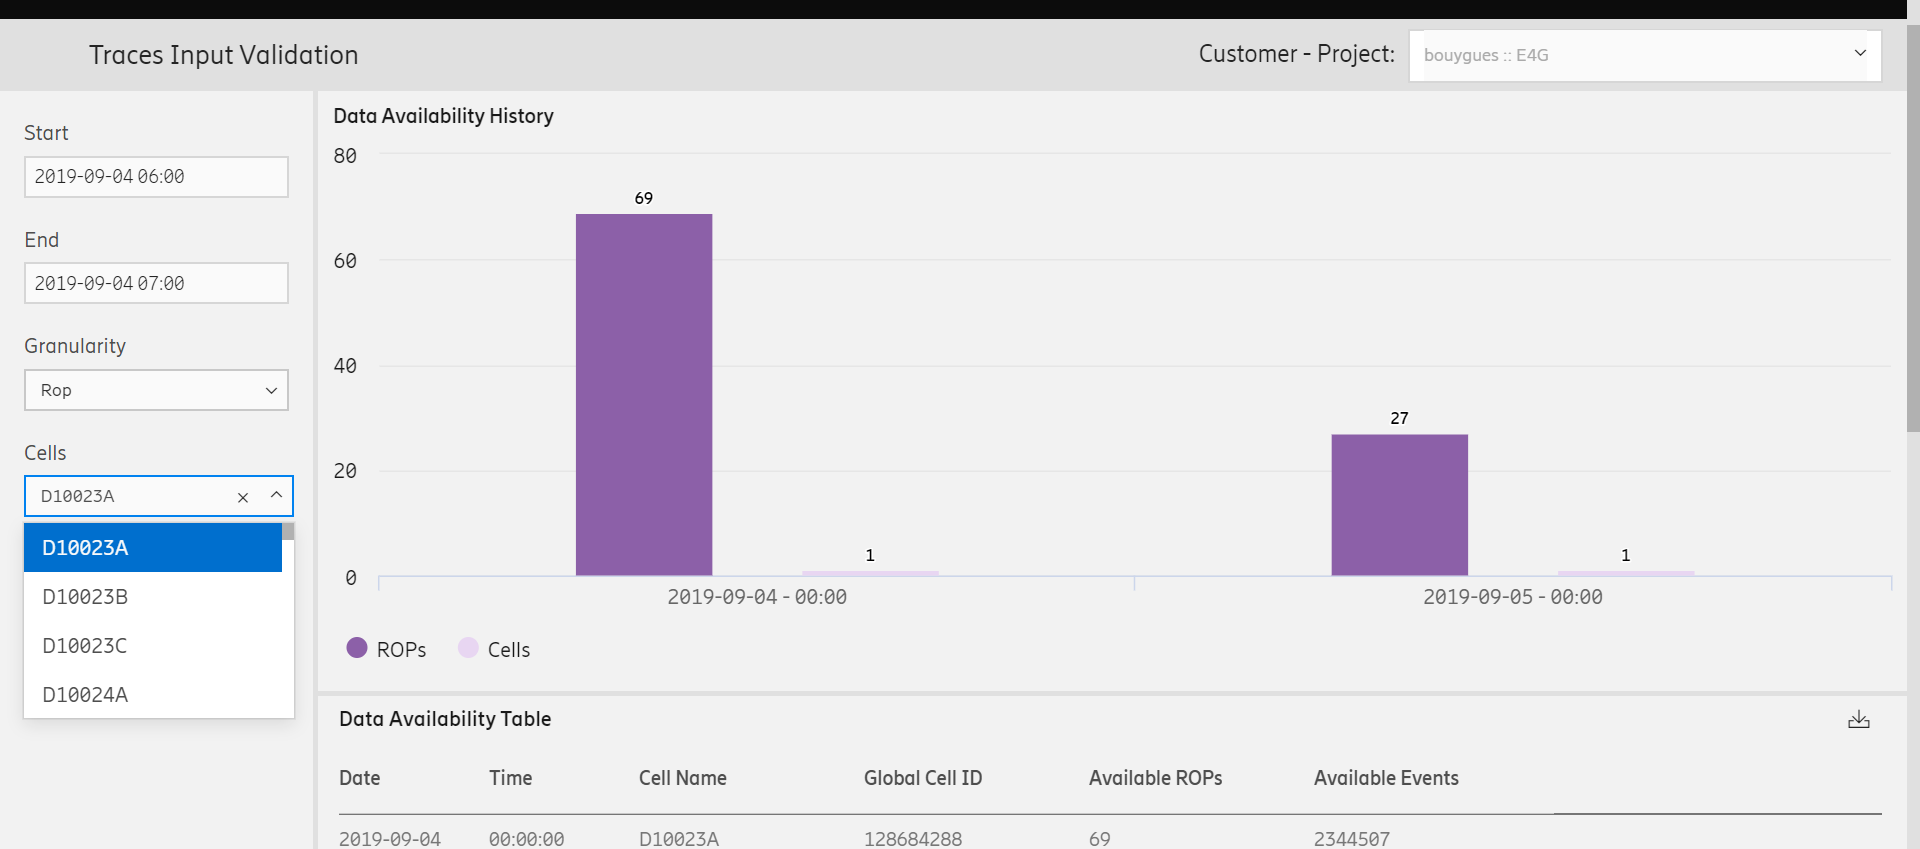 Traces Input Validation
Customer - Project:
bouygues :: E4G
Start
2019-09-04 06:00
End
2019-09-04 07:00
Granularity
Rop
Cells
D10023A
D10023A
D10023B
D10023C
D10024A
Data Availability History
80
60
40
20
0
69
1
27
1
2019-09-04 - 00:00
2019-09-05 - 00:00
ROPs
Cells
Data Availability Table
Date Time Cell Name Global Cell ID Available ROPs Available Events
2019-09-04 00:00:00 D10023A 128684288 69 2344507